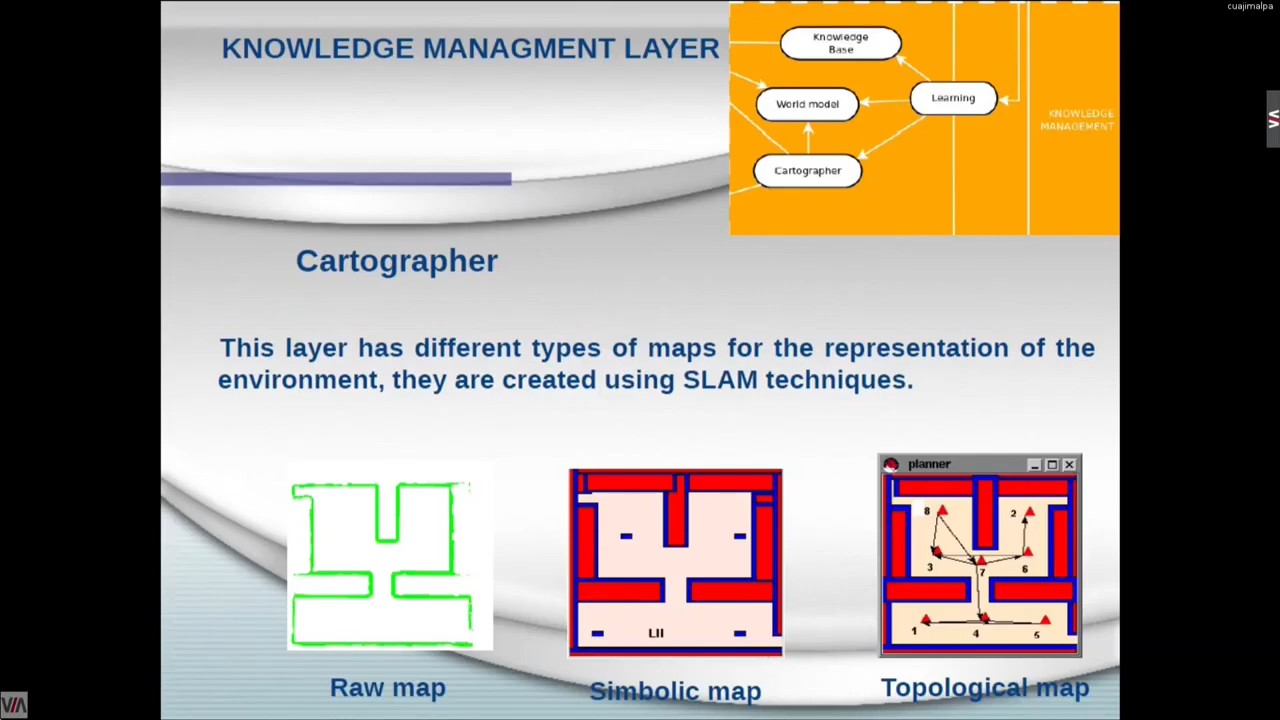 cuajimalpa
KNOWLEDGE MANAGMENT LAYER
Knowledge
Base
World model
Learning
KNOWLEDGE
MANAGEMENT
Cartographer
Cartographer
This layer has different types of maps for the representation of the
environment, they are created using SLAM techniques.
planner
8
2
3
7
6
LII
1
4
5
Raw map
Simbolic map
Topological map
VIA